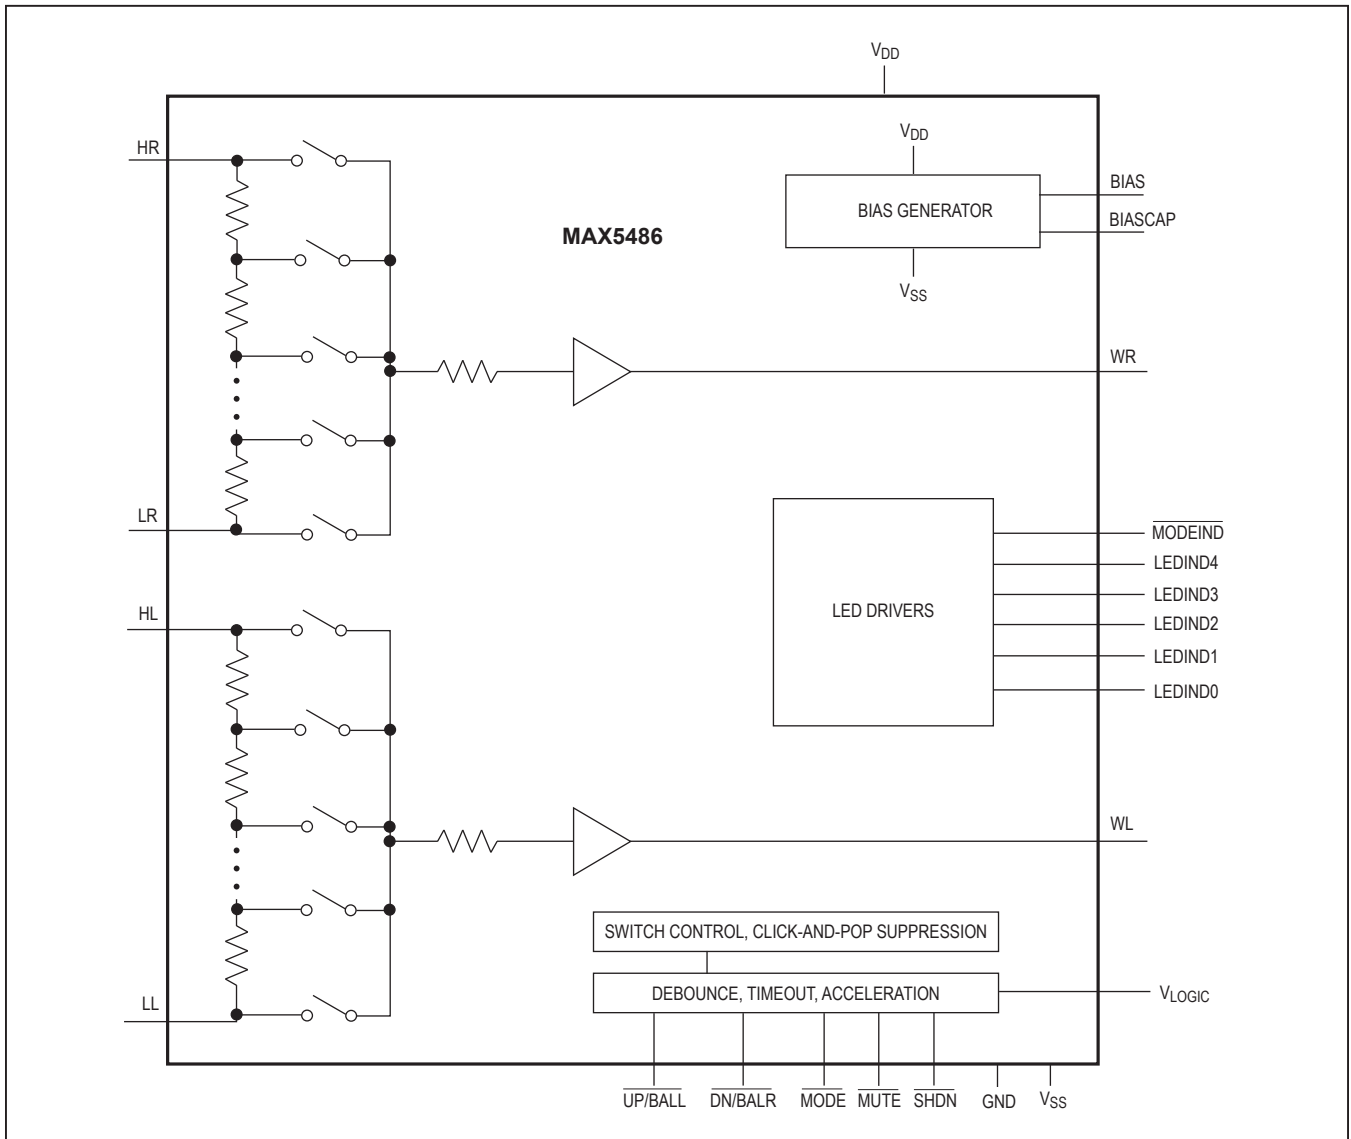 VDD
HR
VDD
BIAS
BIAS GENERATOR
BIASCAP
MAX5486
VSS
WR
LR
MODEIND
LEDIND4
LEDIND3
LED DRIVERS
HL
LEDIND2
LEDIND1
LEDIND0
WL
SWITCH CONTROL, CLICK-AND-POP SUPPRESSION
DEBOUNCE, TIMEOUT, ACCELERATION
VLOGIC
LL
UP/BALL DN/BALR MODE MUTE SHDN GND VSS